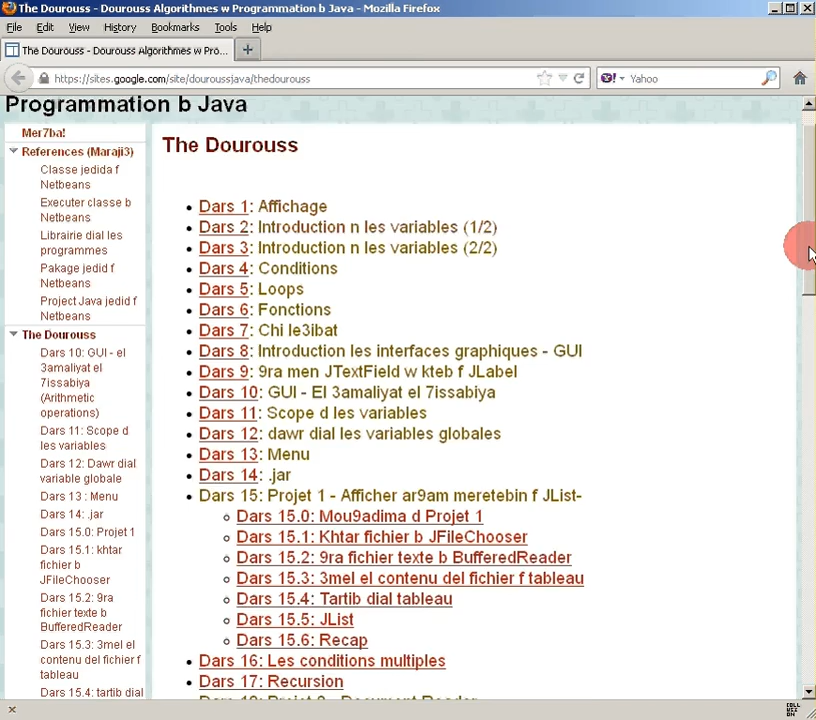 The Dourouss - Dourouss Algorithmes w Programmation b Java - Mozilla Firefox
File Edit View History Bookmarks Tools Help
The Dourouss - Dourouss Algorithmes w Pro...
https://sites.google.com/site/douroussjava/thedourouss
Yahoo
Programmation b Java
Mer7ba!
References (Maraji3)
Classe jedida f
Netbeans
Executer classe b
Netbeans
Librairie dial les
programmes
Pakage jedid f
Netbeans
Project Java jedid f
Netbeans
The Dourouss
Dars 10: GUI - el
3amaliyat el
7issabiya
(Arithmetic
operations)
Dars 11: Scope d
les variables
Dars 12: Dawr dial
variable globale
Dars 13 : Menu
Dars 14: .jar
Dars 15.0: Projet 1
Dars 15.1: khtar
fichier b
JFileChooser
Dars 15.2: 9ra
fichier texte b
BufferedReader
Dars 15.3: 3mel el
contenu del fichier f
tableau
Dars 15.4: tartib dial
The Dourouss
Dars 1: Affichage
Dars 2: Introduction n les variables (1/2)
Dars 3: Introduction n les variables (2/2)
Dars 4: Conditions
Dars 5: Loops
Dars 6: Fonctions
Dars 7: Chi le3ibat
Dars 8: Introduction les interfaces graphiques - GUI
Dars 9: 9ra men JTextField w kteb f JLabel
Dars 10: GUI - El 3amaliyat el 7issabiya
Dars 11: Scope d les variables
Dars 12: dawr dial les variables globales
Dars 13: Menu
Dars 14: .jar
Dars 15: Projet 1 - Afficher ar9am meretebin f JList-
Dars 15.0: Mou9adima d Projet 1
Dars 15.1: Khtar fichier b JFileChooser
Dars 15.2: 9ra fichier texte b BufferedReader
Dars 15.3: 3mel el contenu del fichier f tableau
Dars 15.4: Tartib dial tableau
Dars 15.5: JList
Dars 15.6: Recap
Dars 16: Les conditions multiples
Dars 17: Recursion